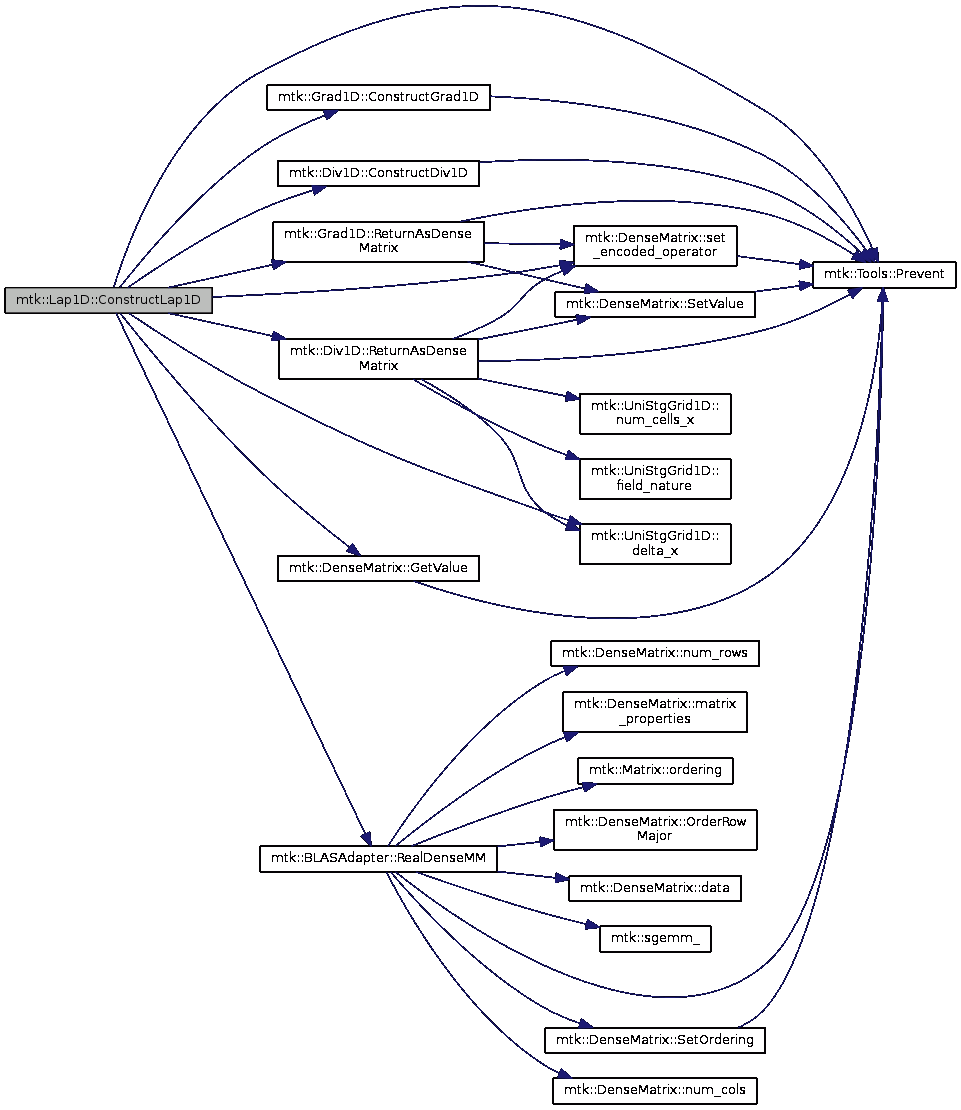 mtk::Grad1D::ConstructGrad1D
mtk::Div1D::ConstructDiv1D
mtk::Grad1D::ReturnAsDense
Matrix
mtk::DenseMatrix::set
_encoded_operator
mtk::Tools::Prevent
mtk::Lap1D::ConstructLap1D
mtk::DenseMatrix::SetValue
mtk::Div1D::ReturnAsDense
Matrix
mtk::UniStgGrid1D::
num_cells_x
mtk::UniStgGrid1D::
field_nature
mtk::UniStgGrid1D::
delta_x
mtk::DenseMatrix::GetValue
mtk::DenseMatrix::num_rows
mtk::DenseMatrix::matrix
_properties
mtk::Matrix::ordering
mtk::DenseMatrix::OrderRow
Major
mtk::BLASAdapter::RealDenseMM
mtk::DenseMatrix::data
mtk::sgemm_
mtk::DenseMatrix::SetOrdering
mtk::DenseMatrix::num_cols